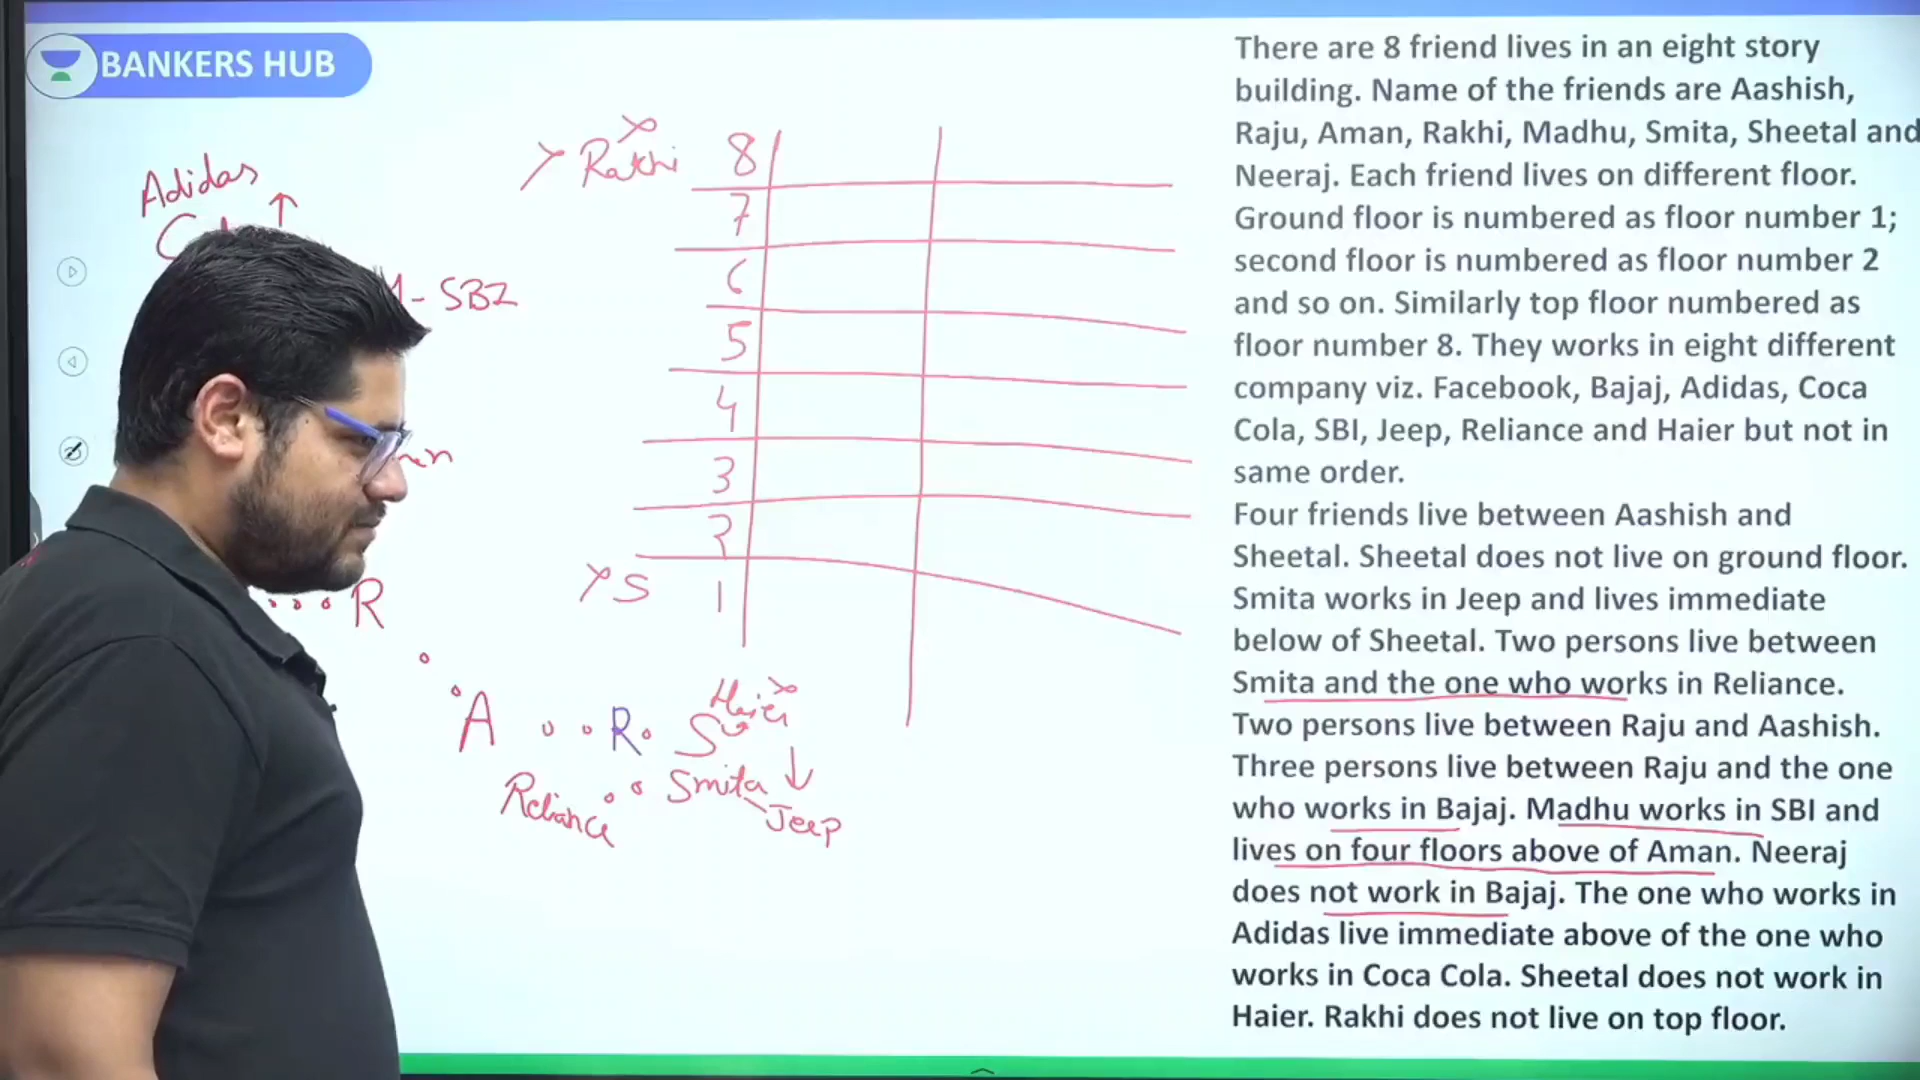 BANKERS HUB
There are 8 friend lives in an eight story
building. Name of the friends are Aashish,
Raju, Aman, Rakhi, Madhu, Smita, Sheetal and
Neeraj. Each friend lives on different floor.
Ground floor is numbered as floor number 1;
second floor is numbered as floor number 2
and so on. Similarly top floor numbered as
floor number 8. They works in eight different
company viz. Facebook, Bajaj, Adidas, Coca
Cola, SBI, Jeep, Reliance and Haier but not in
same order.
Four friends live between Aashish and
Sheetal. Sheetal does not live on ground floor.
Smita works in Jeep and lives immediate
below of Sheetal. Two persons live between
Smita and the one who works in Reliance.
Two persons live between Raju and Aashish.
Three persons live between Raju and the one
who works in Bajaj. Madhu works in SBI and
lives on four floors above of Aman. Neeraj
does not work in Bajaj. The one who works in
Adidas live immediate above of the one who
works in Coca Cola. Sheetal does not work in
Haier. Rakhi does not live on top floor.
Adidas
- SBI
R
Rakhi 8
7
6
5
4
3
2
S 1
Haier
A R S
Reliance Smita
Jeep